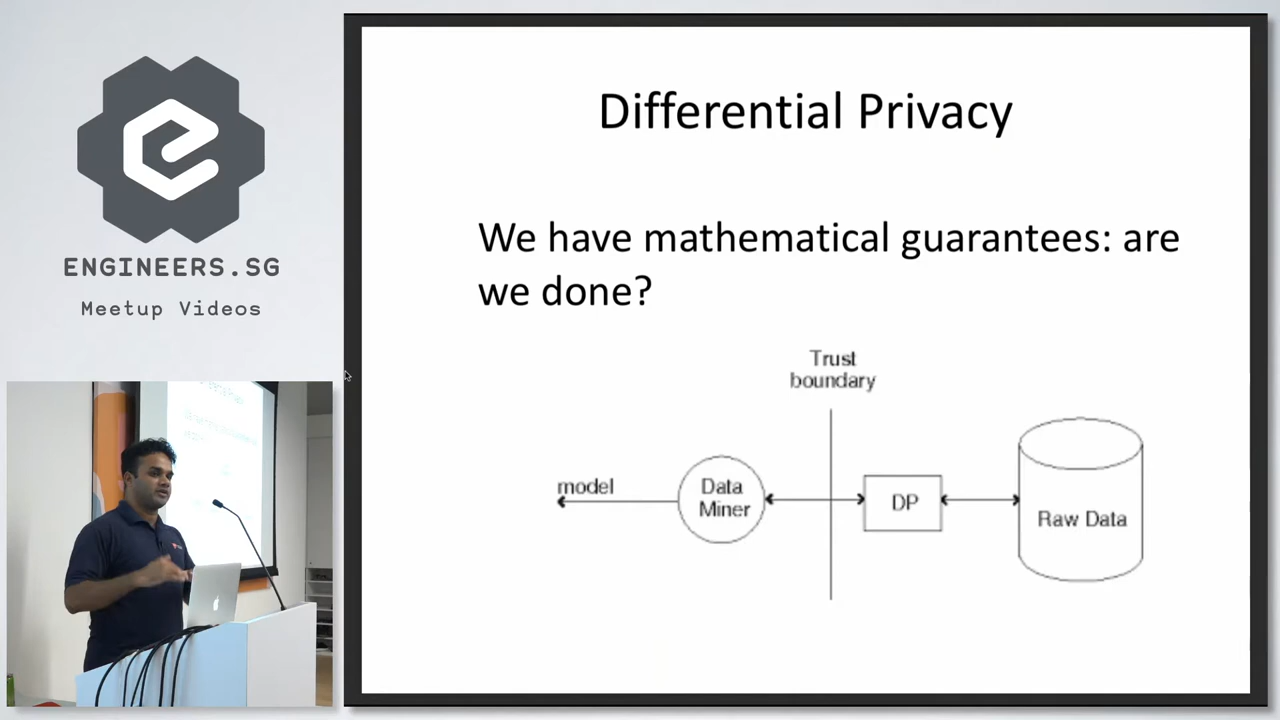 ENGINEERS.SG
Meetup Videos
Differential Privacy
We have mathematical guarantees: are
we done?
Trust
boundary
model
Data
Miner
DP
Raw Data